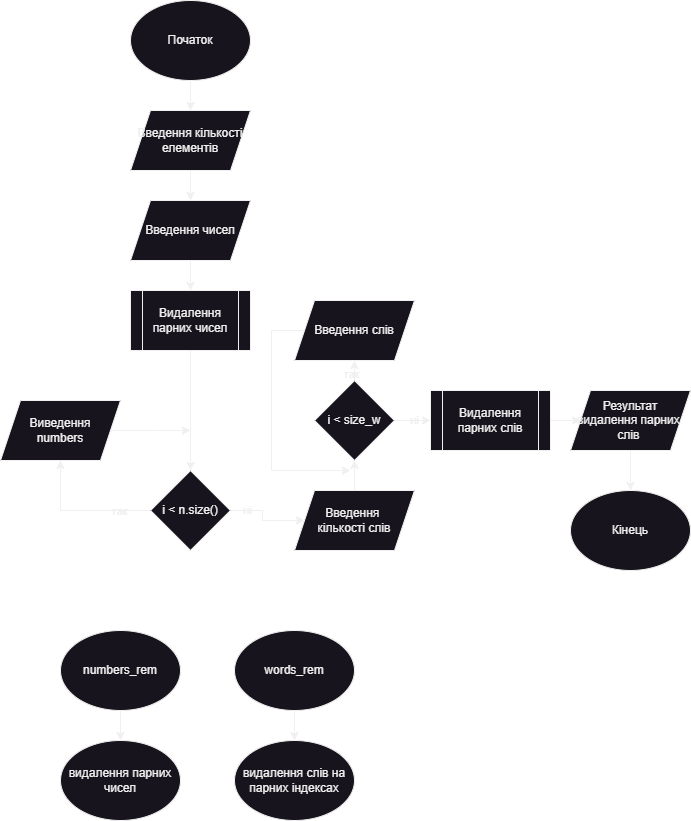 Початок
Введення кількості
елементів
Введення чисел
Видалення
парних чисел
Введення слів
так
Виведення
numbers
i < size_w
ні
Видалення
парних слів
Результат
видалення парних
слів
i < n.size()
так
ні
Введення
кількості слів
Кінець
numbers_rem
words_rem
видалення парних
чисел
видалення слів на
парних індексах